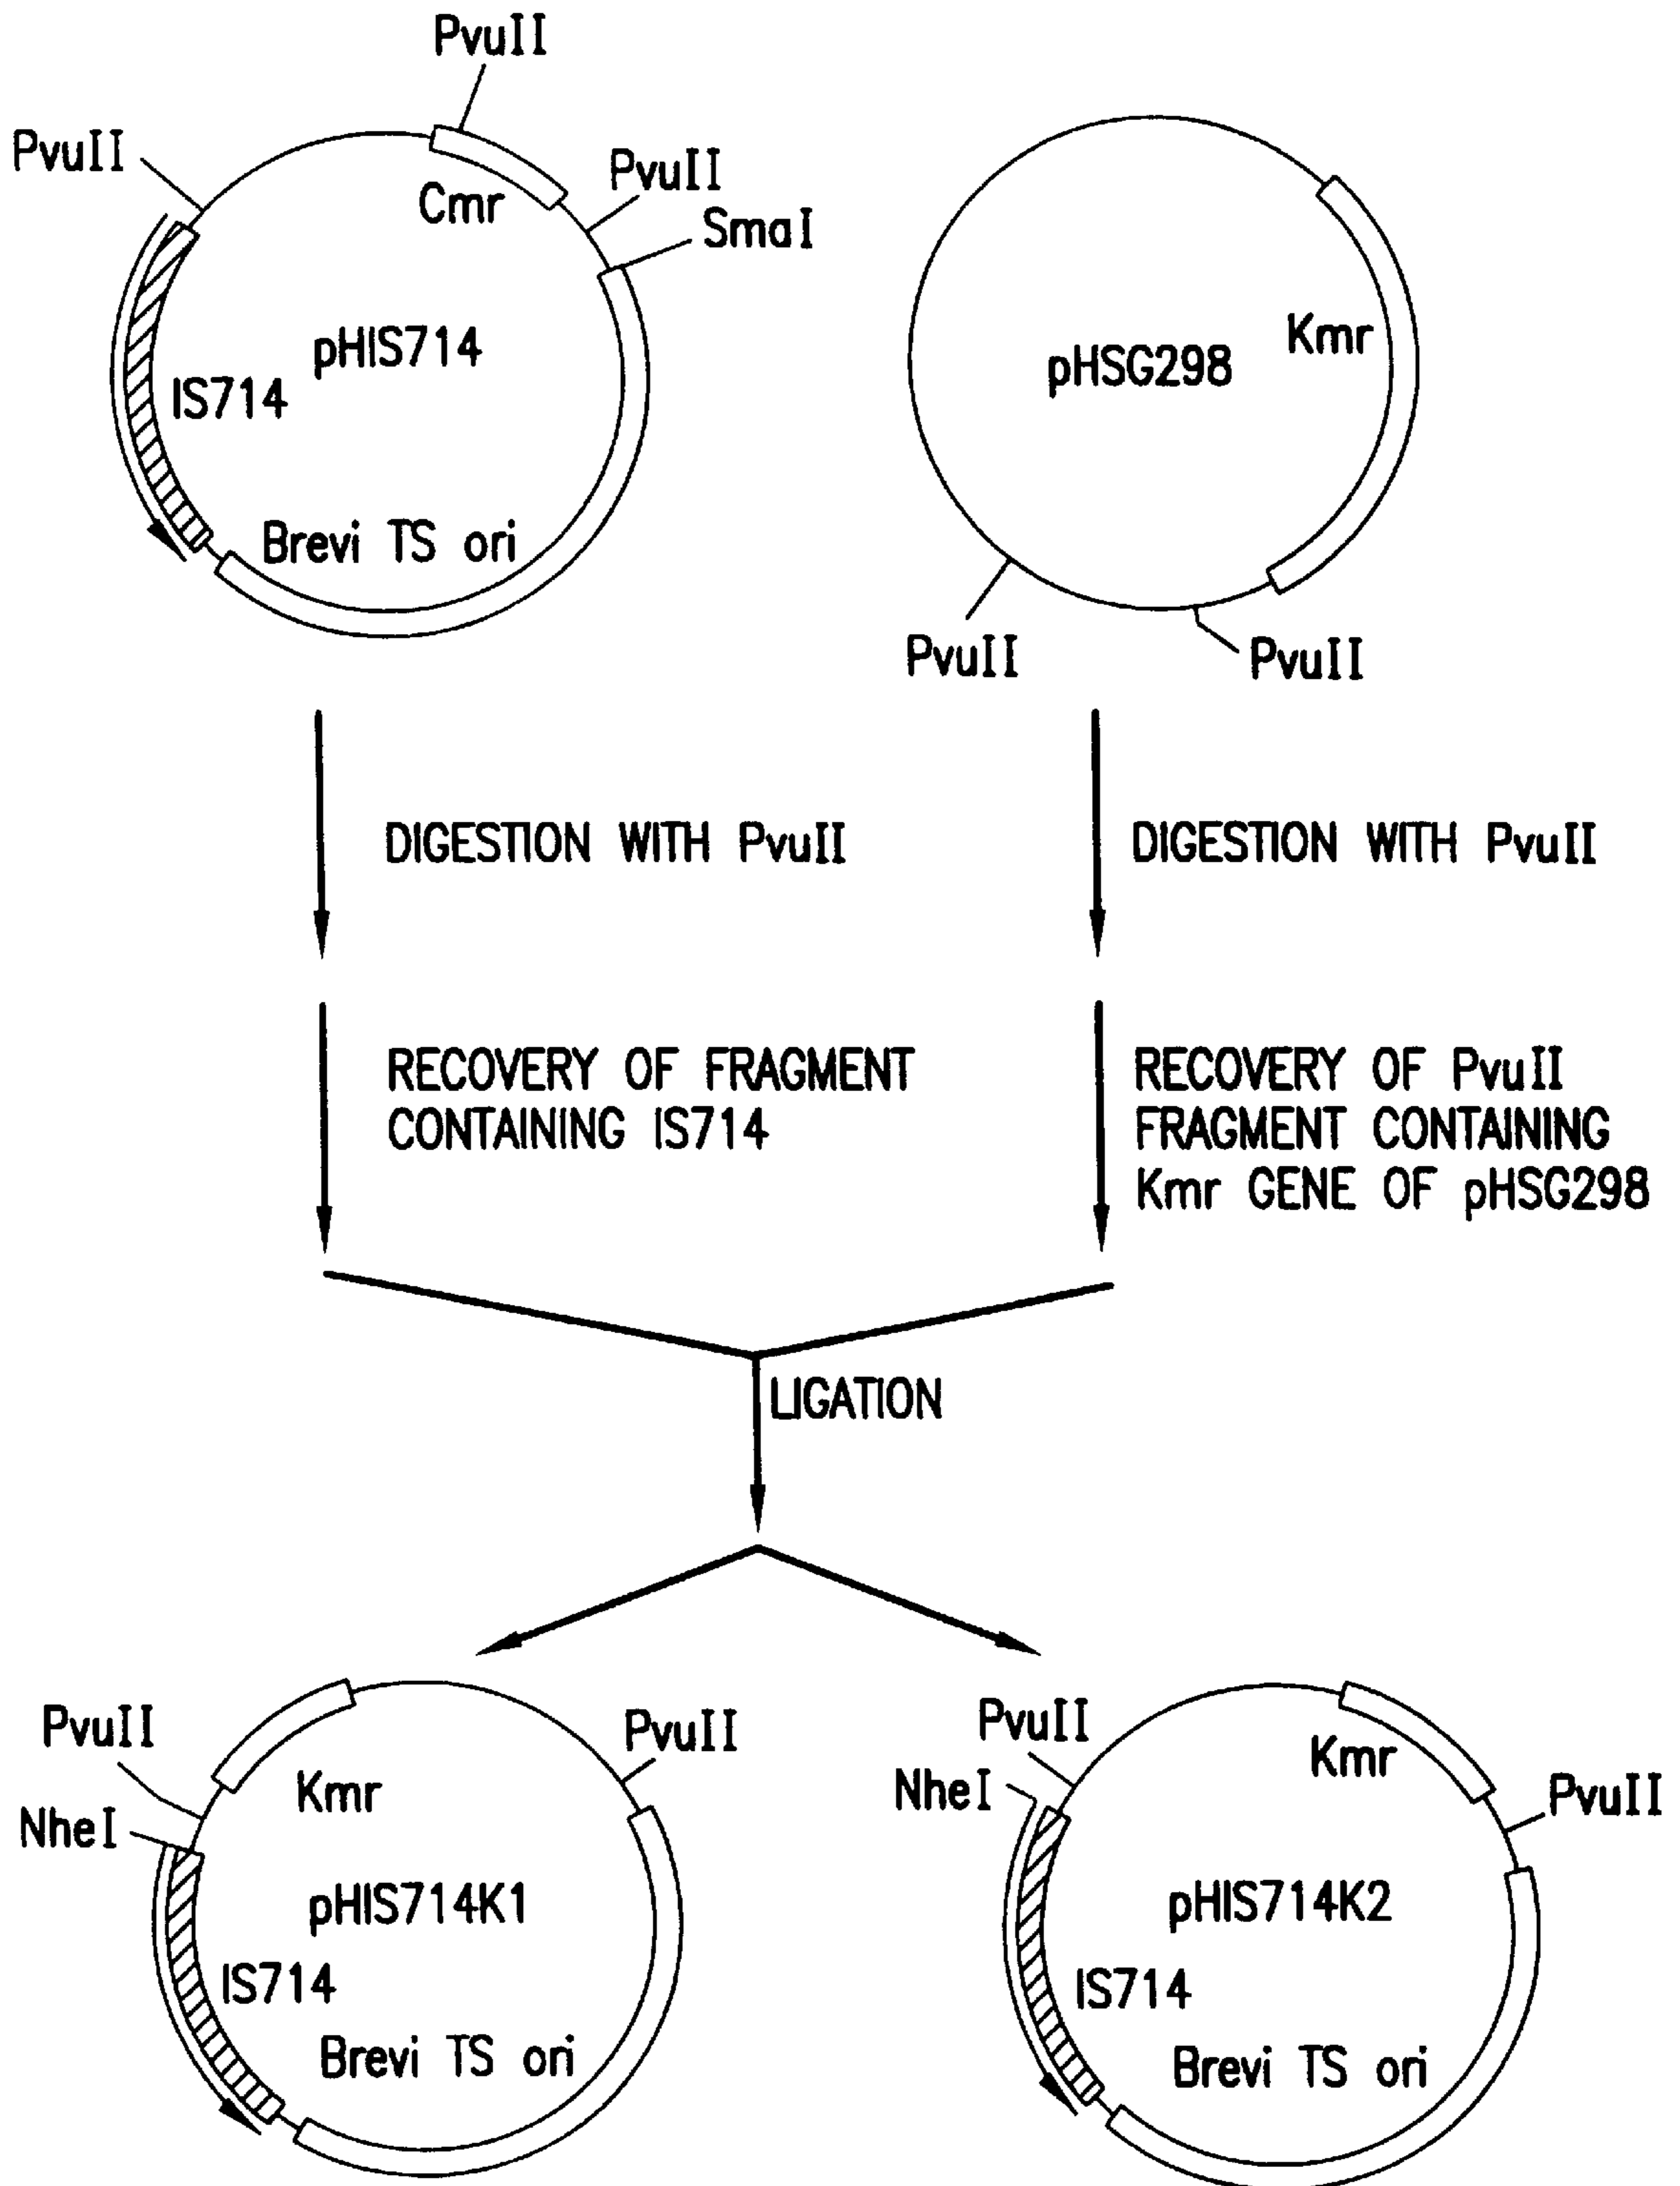 PvuII
PvuII
PvuII
Cmr
SmaI
pHIS714
IS714
Brevi TS ori
Kmr
pHSG298
PvuII
PvuII
DIGESTION WITH PvuII
DIGESTION WITH PvuII
RECOVERY OF FRAGMENT
CONTAINING IS714
RECOVERY OF PvuII
FRAGMENT CONTAINING
Kmr GENE OF pHSG298
LIGATION
PvuII
NheI
Kmr
PvuII
pHIS714K1
IS714
Brevi TS ori
PvuII
NheI
Kmr
PvuII
pHIS714K2
IS714
Brevi TS ori